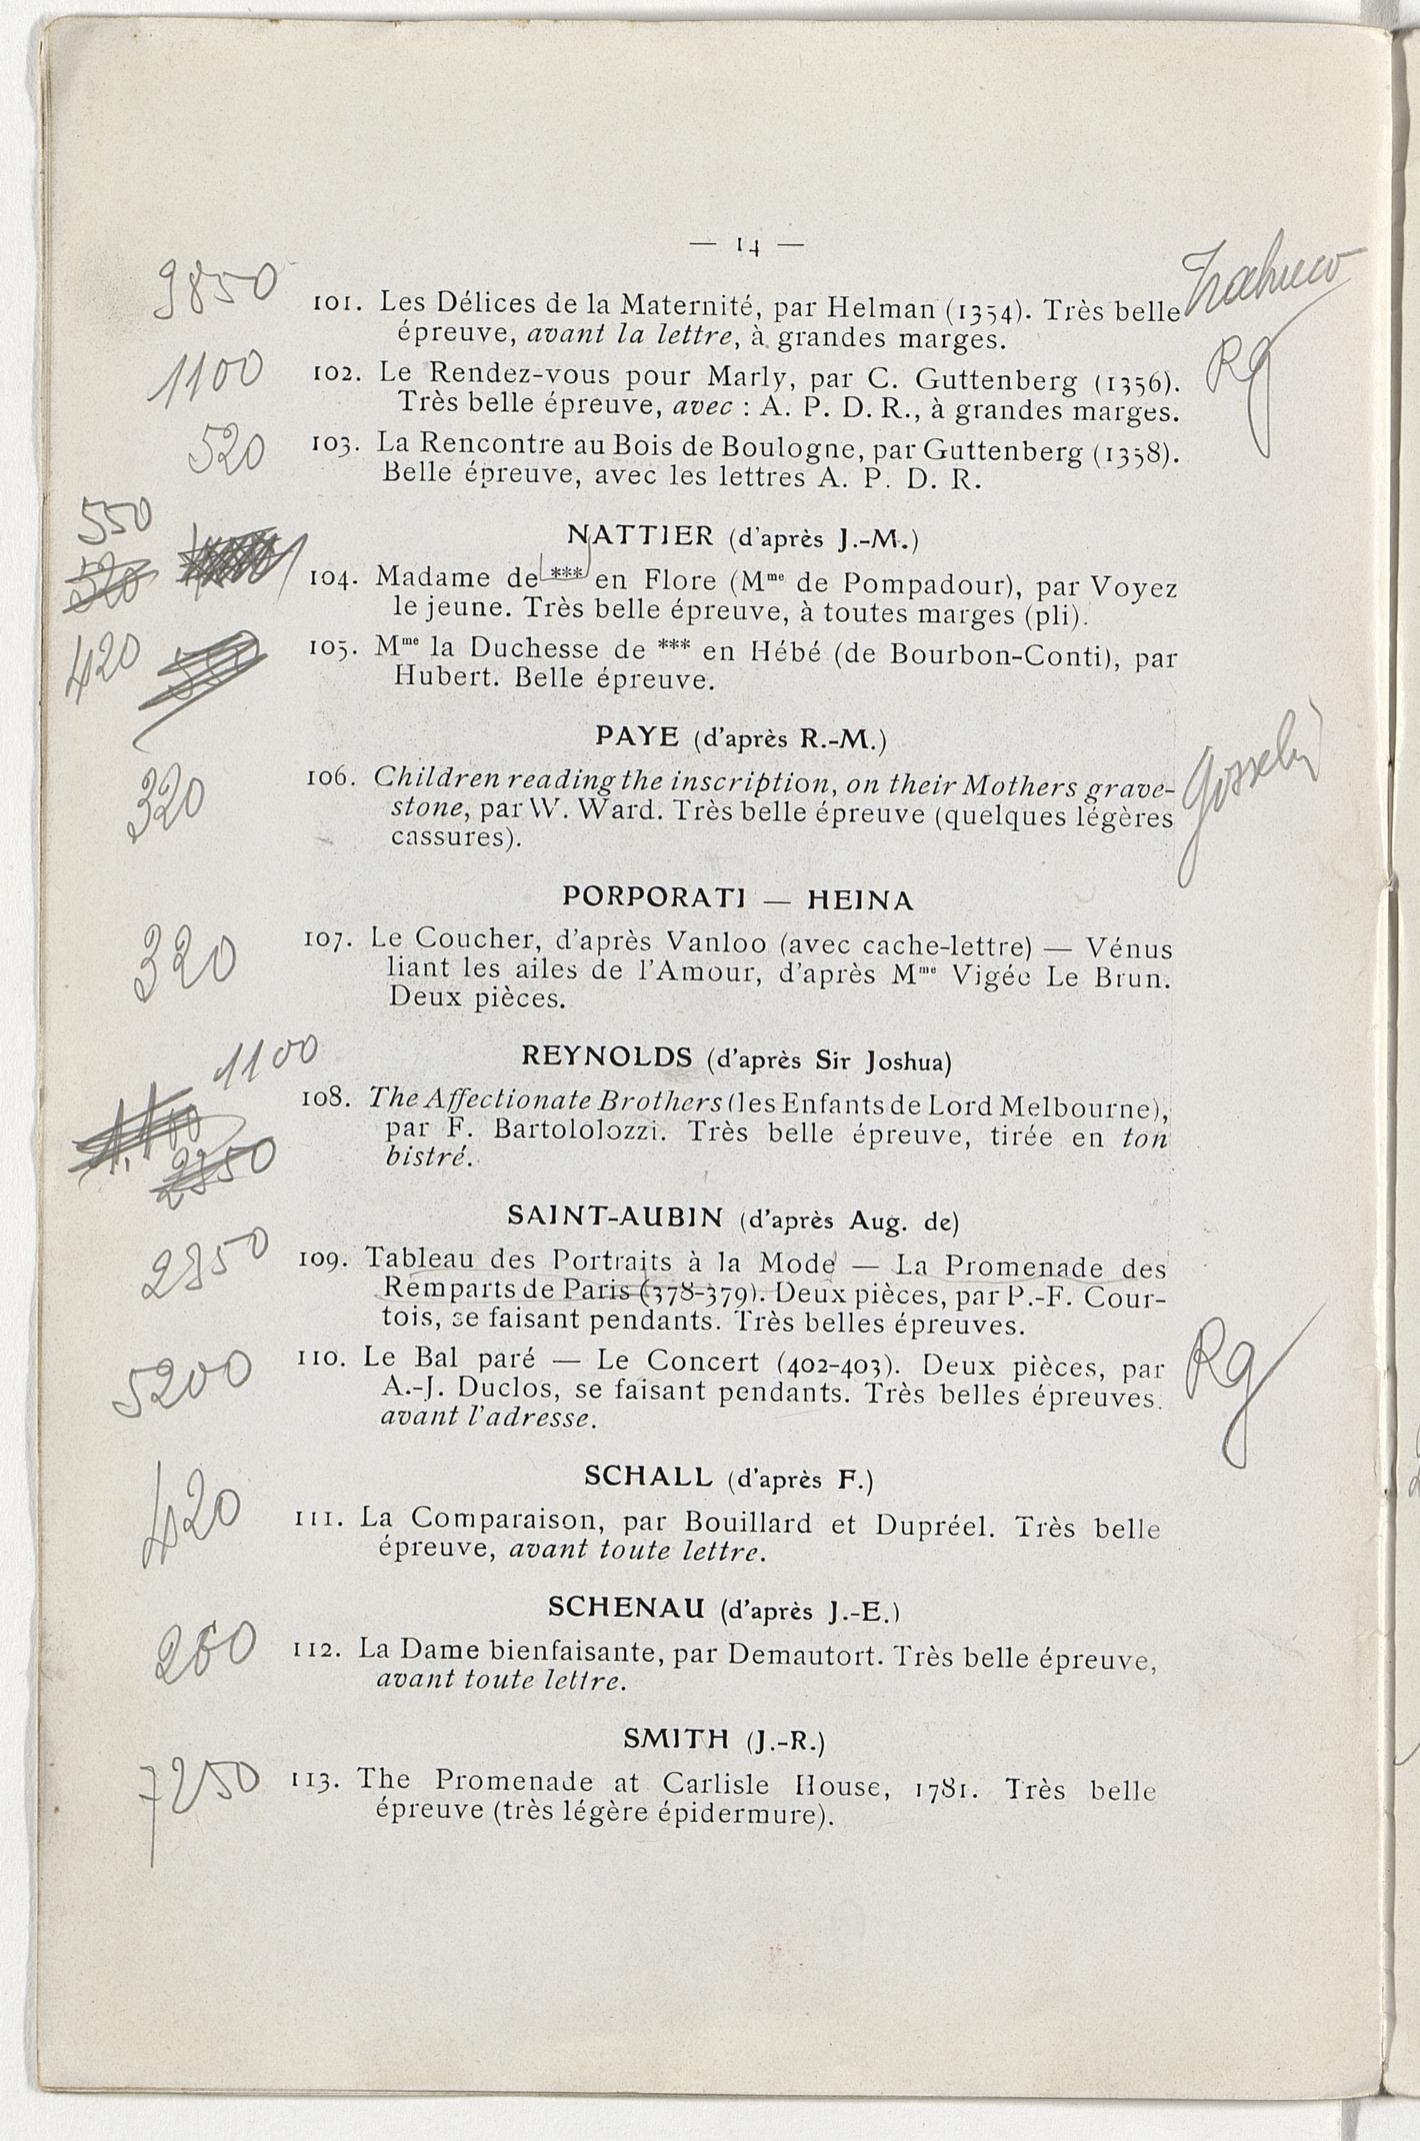 — 14 —
9850
101. Les Délices de la Maternité, par Helman (1354). Très belle
épreuve, avant la lettre, à grandes marges.
1100
102. Le Rendez-vous pour Marly, par C. Guttenberg (1356).
Rg
Très belle épreuve, avec : A. P. D. R., à grandes marges.
520
103. La Rencontre au Bois de Boulogne, par Guttenberg (1358).
Belle épreuve, avec les lettres A. P. D. R.
550
NATTIER (d'après J.-M.)
520
104. Madame de *** en Flore (Mme de Pompadour), par Voyez
le jeune. Très belle épreuve, à toutes marges (pli).
420
105. Mme la Duchesse de *** en Hébé (de Bourbon-Conti), par
Hubert. Belle épreuve.
PAYE (d'après R.-M.)
320
106. Children reading the inscription, on their Mothers grave-
stone, par W. Ward. Très belle épreuve (quelques légères
cassures).
PORPORATI — HEINA
320
107. Le Coucher, d'après Vanloo (avec cache-lettre) — Vénus
liant les ailes de l'Amour, d'après Mme Vigée Le Brun.
Deux pièces.
1100
REYNOLDS (d'après Sir Joshua)
108. The Affectionate Brothers (les Enfants de Lord Melbourne),
par F. Bartololozzi. Très belle épreuve, tirée en ton
bistré.
SAINT-AUBIN (d'après Aug. de)
2950
109. Tableau des Portraits à la Mode — La Promenade des
Remparts de Paris (378-379). Deux pièces, par P.-F. Cour-
tois, se faisant pendants. Très belles épreuves.
5200
110. Le Bal paré — Le Concert (402-403). Deux pièces, par
Rg
A.-J. Duclos, se faisant pendants. Très belles épreuves.
avant l'adresse.
SCHALL (d'après F.)
420
111. La Comparaison, par Bouillard et Dupréel. Très belle
épreuve, avant toute lettre.
SCHENAU (d'après J.-E.)
260
112. La Dame bienfaisante, par Demautort. Très belle épreuve,
avant toute lettre.
SMITH (J.-R.)
7250
113. The Promenade at Carlisle House, 1781. Très belle
épreuve (très légère épidermure).